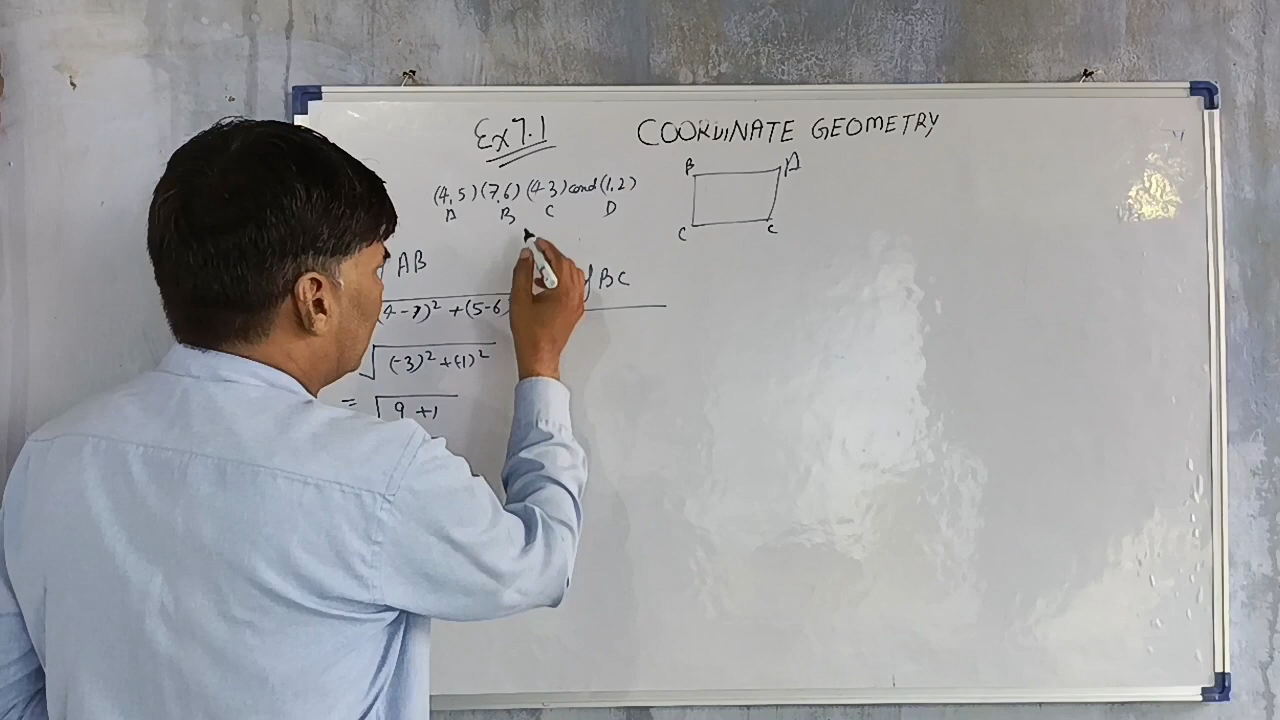 Ex 7.1
COORDINATE GEOMETRY
(4,5)(7,6)(4 3)and(1,2)
A B C D
B A
C C
AB
BC
(4-7)² +(5-6)
√(-3)² +(-1)²
= √9 +1